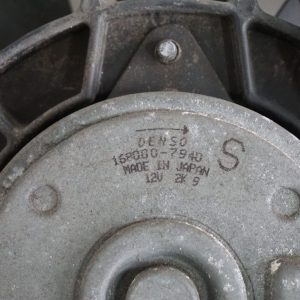 DENSO
168000-7940
MADE IN JAPAN
12V 2K 9
S